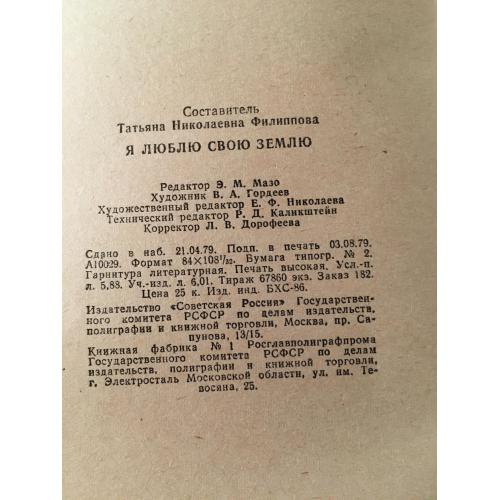 Составитель
Татьяна Николаевна Филиппова
Я ЛЮБЛЮ СВОЮ ЗЕМЛЮ
Редактор Э. М. Мазо
Художник В. А. Гордеев
Художественный редактор Е. Ф. Николаева
Технический редактор Р. Д. Каликштейн
Корректор Л. В. Дорофеева
Сдано в наб. 21.04.79. Подп. в печать 03.08.79.
А10029. Формат 84×108¹/₃₂. Бумага типогр. № 2.
Гарнитура литературная. Печать высокая. Усл.-п.
л. 5,88. Уч.-изд. л. 6,01. Тираж 67860 экз. Заказ 182.
Цена 25 к. Изд. инд. БХС-86.
Издательство «Советская Россия» Государствен-
ного комитета РСФСР по делам издательств,
полиграфии и книжной торговли, Москва, пр. Са-
пунова, 13/15.
Книжная фабрика № 1 Росглавполиграфпрома
Государственного комитета РСФСР по делам
издательств, полиграфии и книжной торговли,
г. Электросталь Московской области, ул. им. Те-
восяна, 25.